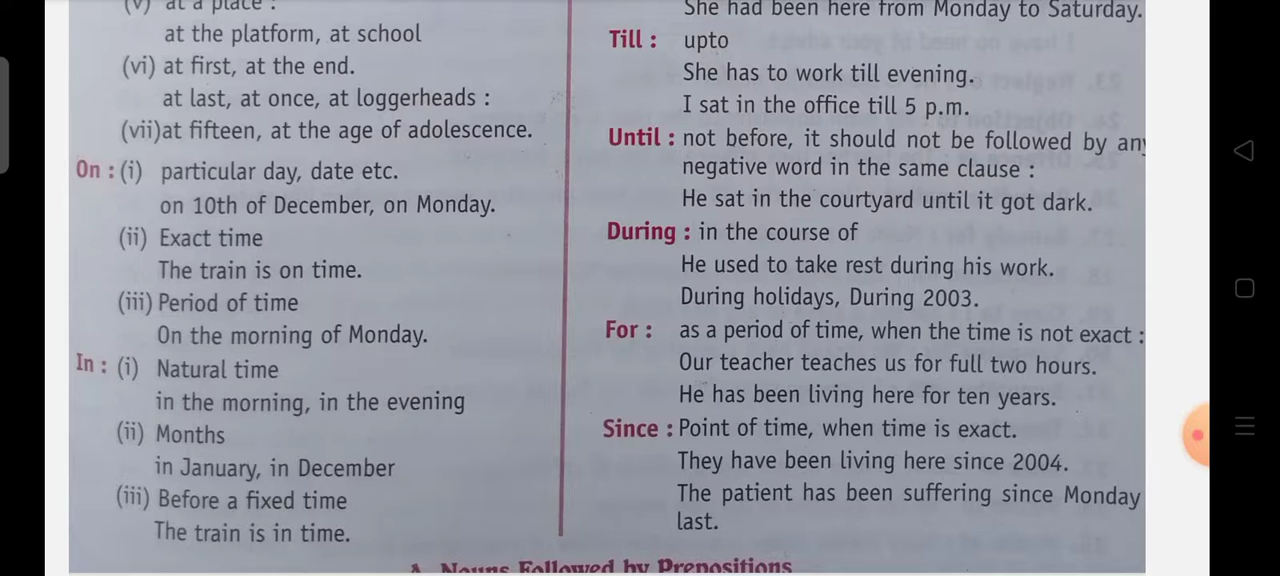 (v) at a place :
at the platform, at school
(vi) at first, at the end.
at last, at once, at loggerheads :
(vii) at fifteen, at the age of adolescence.
On : (i) particular day, date etc.
on 10th of December, on Monday.
(ii) Exact time
The train is on time.
(iii) Period of time
On the morning of Monday.
In : (i) Natural time
in the morning, in the evening
(ii) Months
in January, in December
(iii) Before a fixed time
The train is in time.
She had been here from Monday to Saturday.
Till : upto
She has to work till evening.
I sat in the office till 5 p.m.
Until : not before, it should not be followed by any
negative word in the same clause :
He sat in the courtyard until it got dark.
During : in the course of
He used to take rest during his work.
During holidays, During 2003.
For : as a period of time, when the time is not exact :
Our teacher teaches us for full two hours.
He has been living here for ten years.
Since : Point of time, when time is exact.
They have been living here since 2004.
The patient has been suffering since Monday
last.
A. Nouns Followed by Prepositions